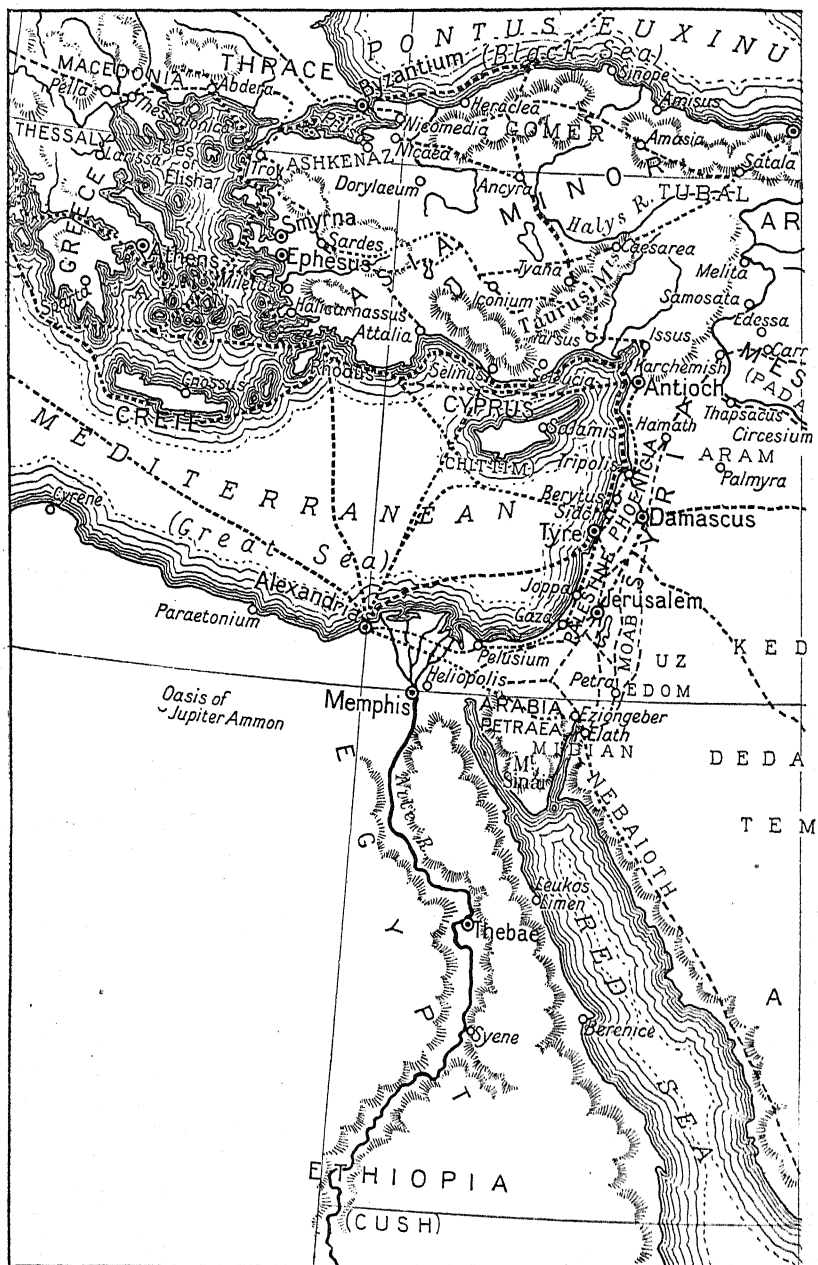 PONTUS EUXINU
(Black Sea)
MACEDONIA
THRACE
Byzantium
Sinope
Pella
Abdera
Heraclea
Amisus
Thessalonica
Nicomedia
GOMER
THESSALY
Nicaea
Amasia
Larissa
Isles
of
Elishah
Troy
ASHKENAZ
Satala
Dorylaeum
Ancyra
TUBAL
GREECE
ASIA MINOR
Halys R.
AR
Smyrna
Sardes
Athens
Ephesus
Caesarea
Melita
Miletus
Tyana
Sparta
Iconium
Taurus Mts
Samosata
Halicarnassus
Edessa
Attalia
Tarsus
Issus
Carr
MES
Cnossus
Rhodus
Selinus
Karchemish
(PADA
Antioch
CRETE
CYPRUS
Thapsacus
Circesium
Salamis
Hamath
(CHITTIM)
Tripolis
ARAM
Palmyra
SYRIA
MEDITERRANEAN
(Great Sea)
Cyrene
Berytus
Sidon
PHOENICIA
Damascus
Tyre
Alexandria
Joppa
Jerusalem
Paraetonium
Gaza
PALESTINE
MOAB
KED
Pelusium
UZ
Heliopolis
Petra
EDOM
Memphis
Oasis of
Jupiter Ammon
ARABIA
PETRAEA
Eziongeber
Elath
MIDIAN
DEDA
Mt.
Sinai
NEBAIOTH
TEM
EGYPT
Leukos
Limen
RED SEA
Thebae
A
Syene
Berenice
ETHIOPIA
(CUSH)